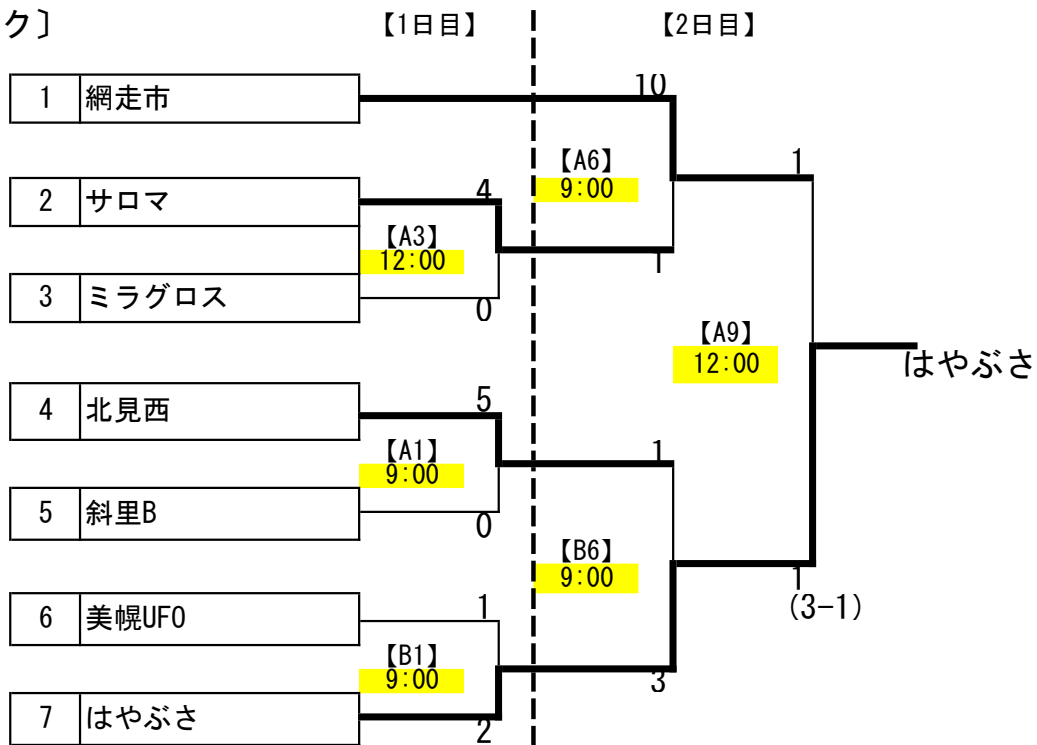 ク〕
【1日目】
【2日目】
10
1 網走市
【A6】
1
9:00
2 サロマ
4
【A3】
12:00
1
3 ミラグロス
0
【A9】
12:00
はやぶさ
4 北見西
5
1
【A1】
9:00
5 斜里B
0
【B6】
9:00
1
(3-1)
6 美幌UFO
1
【B1】
9:00
3
7 はやぶさ
2